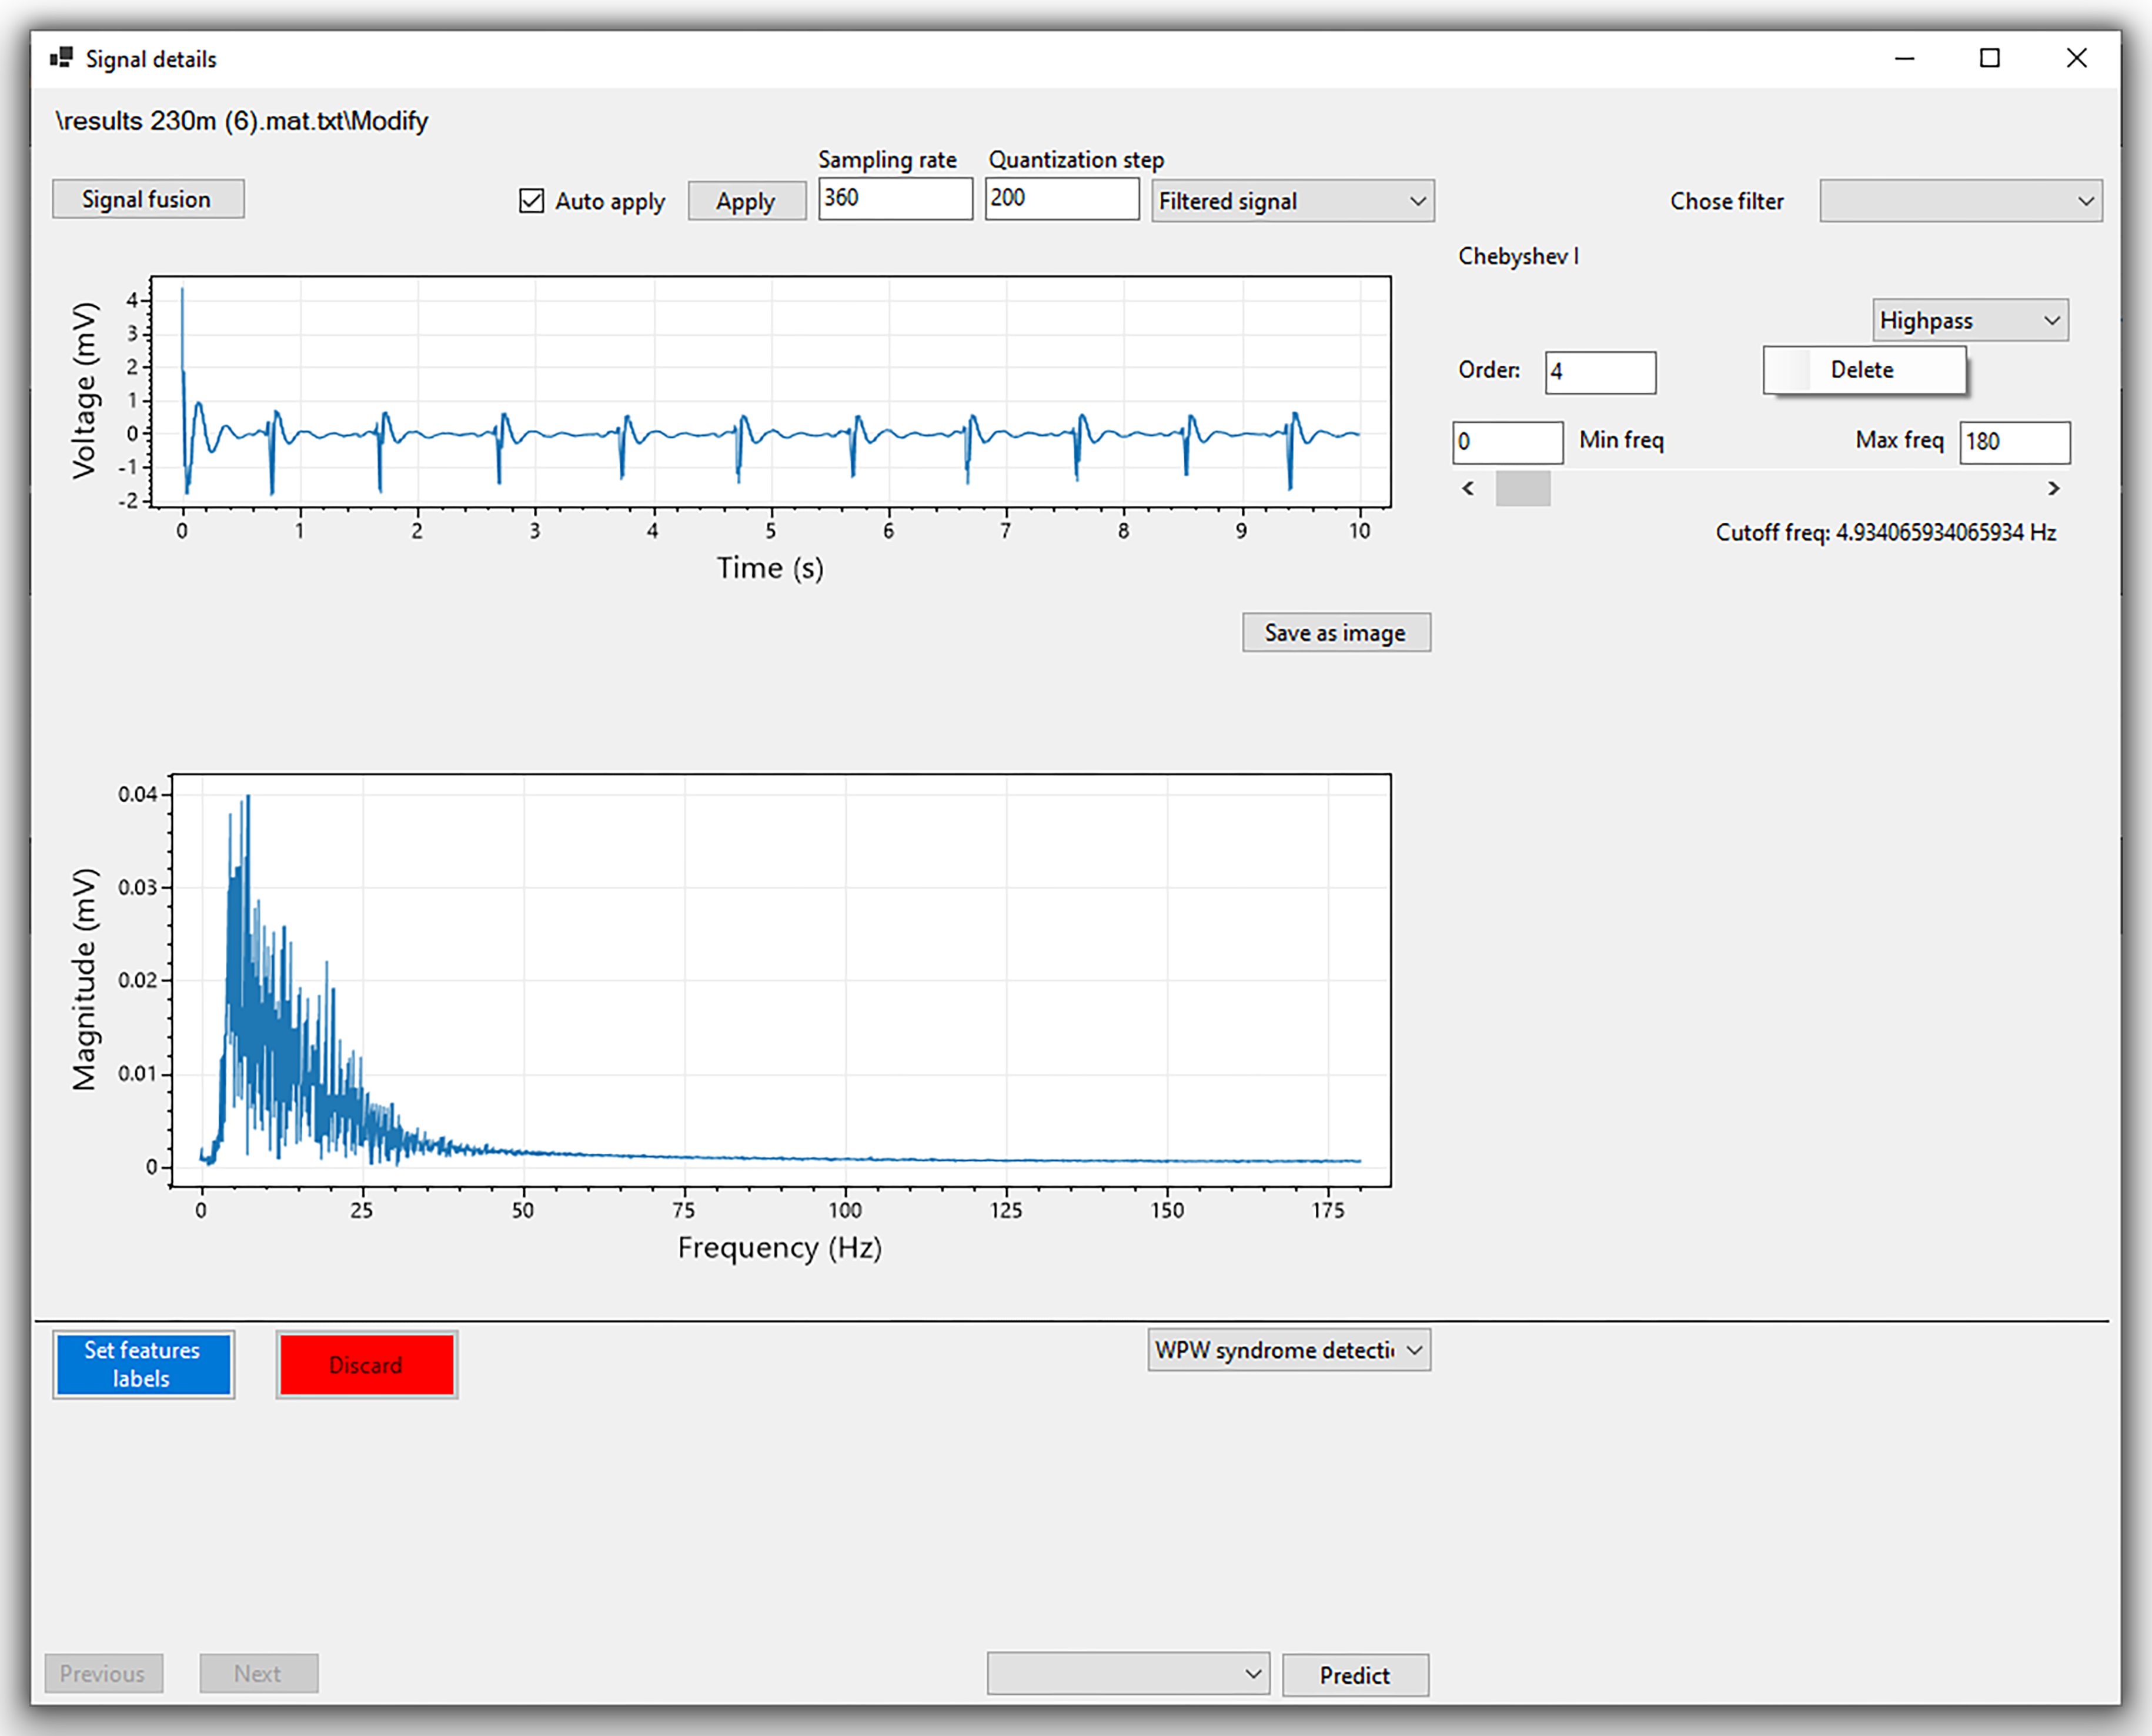 Signal details
\results 230m (6).mat.txt\Modify
Sampling rate Quantization step
Signal fusion Auto apply Apply 360 200 Filtered signal Chose filter
Chebyshev I
Highpass
Order: 4 Delete
0 Min freq Max freq 180
Cutoff freq: 4.934065934065934 Hz
Voltage (mV)
4
3
2
1
0
-1
-2
0 1 2 3 4 5 6 7 8 9 10
Time (s)
Save as image
Magnitude (mV)
0.04
0.03
0.02
0.01
0
0 25 50 75 100 125 150 175
Frequency (Hz)
Set features
labels
Discard
WPW syndrome detecti
Previous Next Predict